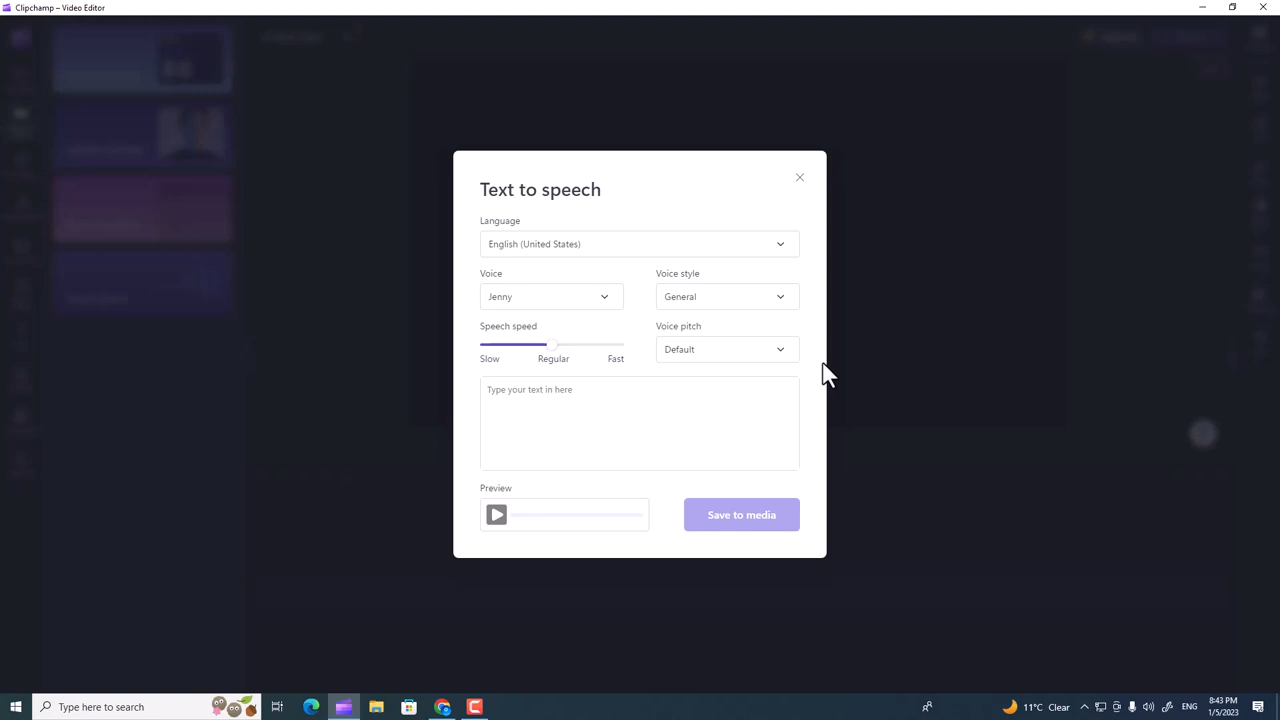 Clipchamp – Video Editor
Text to speech
Language
English (United States)
Voice
Voice style
Jenny
General
Speech speed
Voice pitch
Slow
Regular
Fast
Default
Type your text in here
Preview
Save to media
Type here to search
11°C Clear
ENG
8:43 PM
1/5/2023